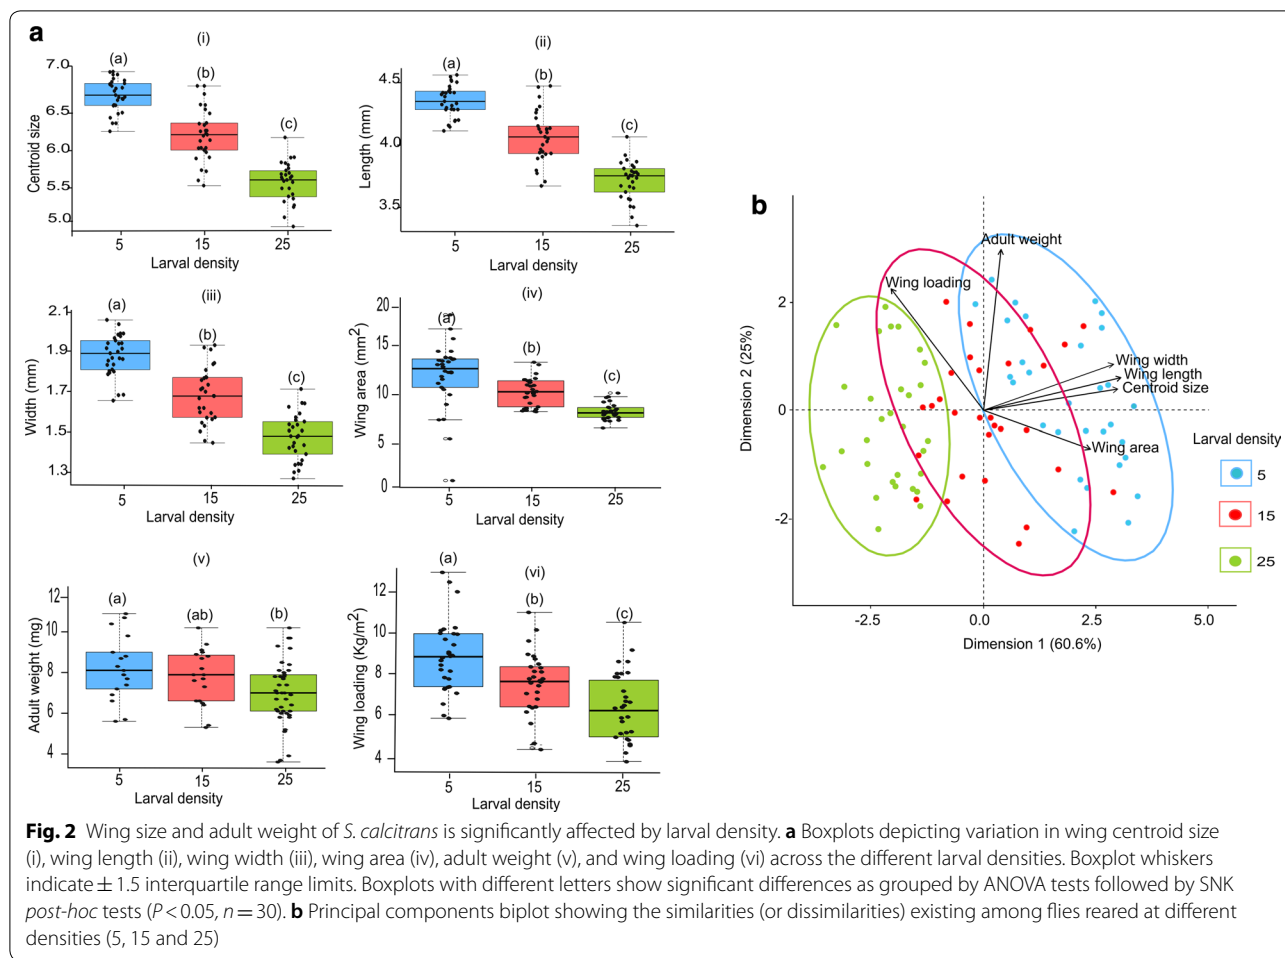 a
(i)
(a)
(b)
(c)
7.0
6.5
6.0
5.5
5.0
Centroid size
5
15
25
Larval density
(ii)
(a)
(b)
(c)
4.5
4.0
3.5
Length (mm)
5
15
25
Larval density
(iii)
(a)
(b)
(c)
2.1
1.9
1.7
1.5
1.3
Width (mm)
5
15
25
Larval density
(iv)
(a)
(b)
(c)
20
15
10
5
0
Wing area (mm²)
5
15
25
Larval density
(v)
(a)
(ab)
(b)
12
10
8
6
4
Adult weight (mg)
5
15
25
Larval density
(vi)
(a)
(b)
(c)
12
10
8
6
4
Wing loading (Kg/m²)
5
15
25
Larval density
b
Adult weight
Wing loading
Wing width
Wing length
Centroid size
Wing area
2
0
-2
Dimension 2 (25%)
-2.5
0.0
2.5
5.0
Dimension 1 (60.6%)
Larval density
5
15
25
Fig. 2 Wing size and adult weight of S. calcitrans is significantly affected by larval density. a Boxplots depicting variation in wing centroid size
(i), wing length (ii), wing width (iii), wing area (iv), adult weight (v), and wing loading (vi) across the different larval densities. Boxplot whiskers
indicate ± 1.5 interquartile range limits. Boxplots with different letters show significant differences as grouped by ANOVA tests followed by SNK
post-hoc tests (P < 0.05, n = 30). b Principal components biplot showing the similarities (or dissimilarities) existing among flies reared at different
densities (5, 15 and 25)